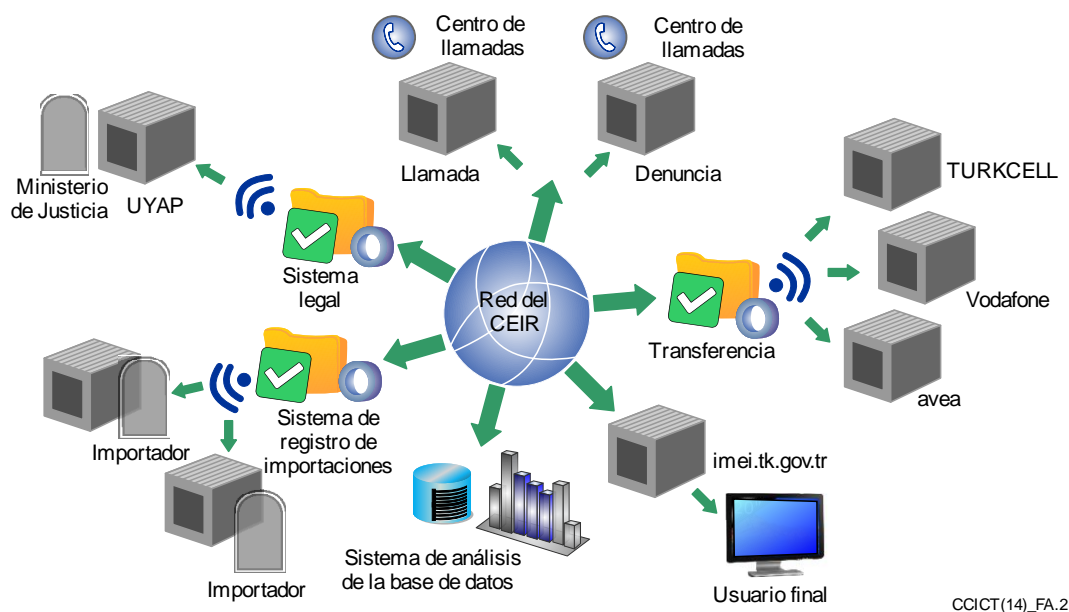 Centro de
llamadas
Centro de
llamadas
Llamada
Denuncia
Ministerio
de Justicia
UYAP
TURKCELL
Sistema
legal
Red del
CEIR
Vodafone
Transferencia
avea
Importador
Sistema de
registro de
importaciones
imei.tk.gov.tr
Importador
Sistema de análisis
de la base de datos
Usuario final
CCICT(14)_FA.2